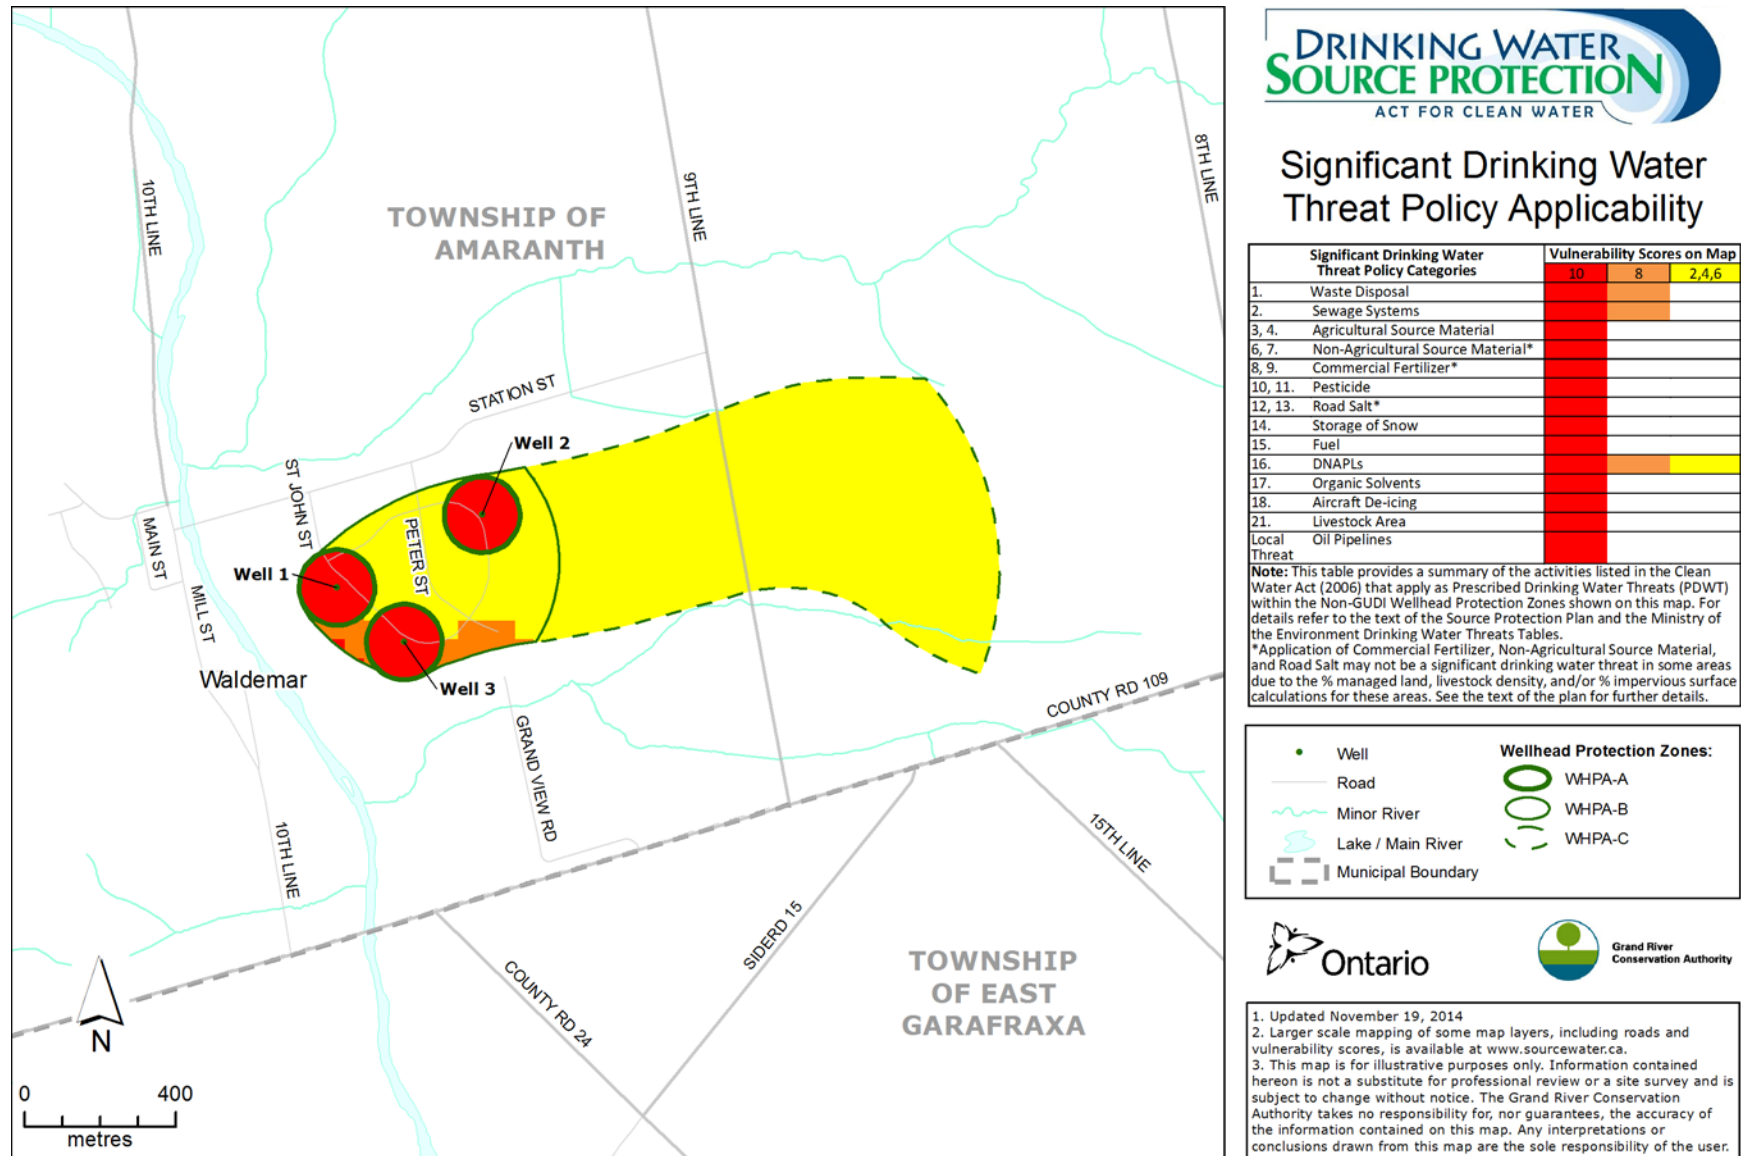 10TH LINE
TOWNSHIP OF
AMARANTH
9TH LINE
8TH LINE
STATION ST
Well 2
ST JOHN ST
PETER ST
MAIN ST
Well 1
MILL ST
Waldemar
Well 3
GRAND VIEW RD
COUNTY RD 109
10TH LINE
15TH LINE
SIDERD 15
COUNTY RD 24
TOWNSHIP
OF EAST
GARAFRAXA
N
0 400
metres
DRINKING WATER
SOURCE PROTECTION
ACT FOR CLEAN WATER
Significant Drinking Water
Threat Policy Applicability
Significant Drinking Water
Threat Policy Categories
Vulnerability Scores on Map
10 8 2,4,6
1. Waste Disposal
2. Sewage Systems
3, 4. Agricultural Source Material
6, 7. Non-Agricultural Source Material*
8, 9. Commercial Fertilizer*
10, 11. Pesticide
12, 13. Road Salt*
14. Storage of Snow
15. Fuel
16. DNAPLs
17. Organic Solvents
18. Aircraft De-icing
21. Livestock Area
Local Threat Oil Pipelines
Note: This table provides a summary of the activities listed in the Clean
Water Act (2006) that apply as Prescribed Drinking Water Threats (PDWT)
within the Non-GUDI Wellhead Protection Zones shown on this map. For
details refer to the text of the Source Protection Plan and the Ministry of
the Environment Drinking Water Threats Tables.
*Application of Commercial Fertilizer, Non-Agricultural Source Material,
and Road Salt may not be a significant drinking water threat in some areas
due to the % managed land, livestock density, and/or % impervious surface
calculations for these areas. See the text of the plan for further details.
Well
Road
Minor River
Lake / Main River
Municipal Boundary
Wellhead Protection Zones:
WHPA-A
WHPA-B
WHPA-C
Ontario
Grand River
Conservation Authority
1. Updated November 19, 2014
2. Larger scale mapping of some map layers, including roads and
vulnerability scores, is available at www.sourcewater.ca.
3. This map is for illustrative purposes only. Information contained
hereon is not a substitute for professional review or a site survey and is
subject to change without notice. The Grand River Conservation
Authority takes no responsibility for, nor guarantees, the accuracy of
the information contained on this map. Any interpretations or
conclusions drawn from this map are the sole responsibility of the user.